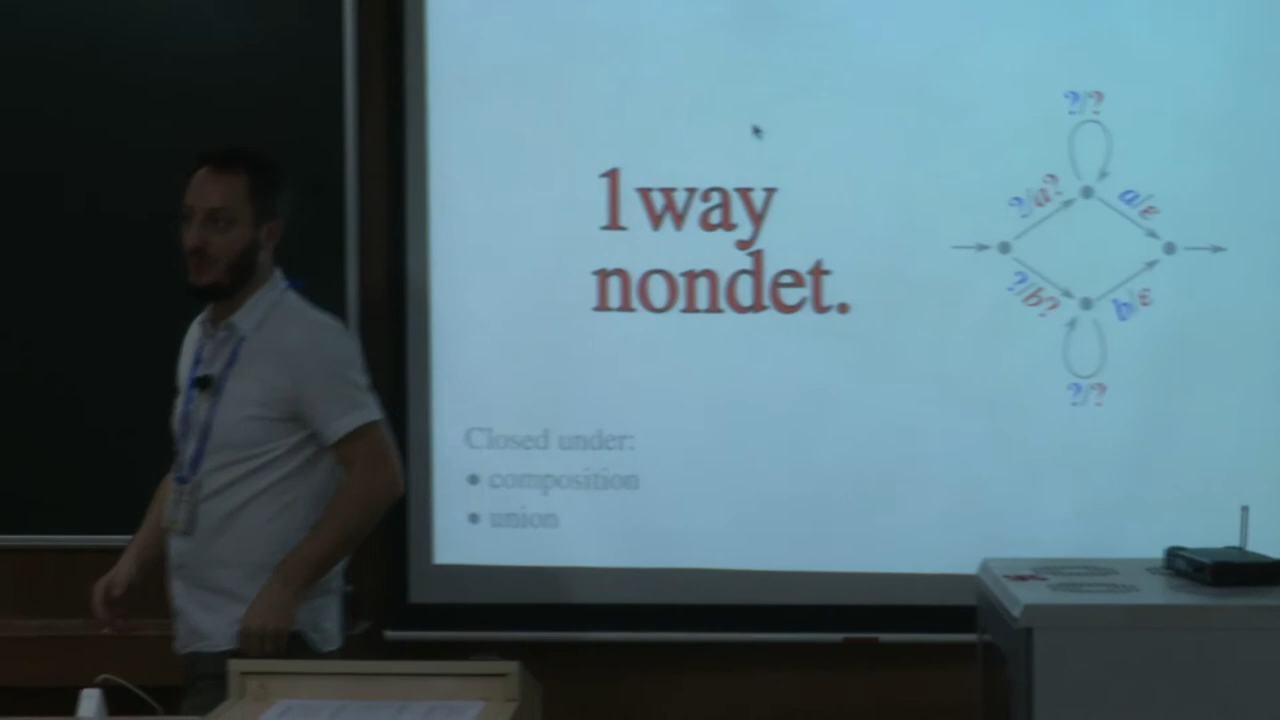 1way
nondet.
?/?
?/a?
a/ε
?/b?
b/ε
?/?
Closed under:
• composition
• union